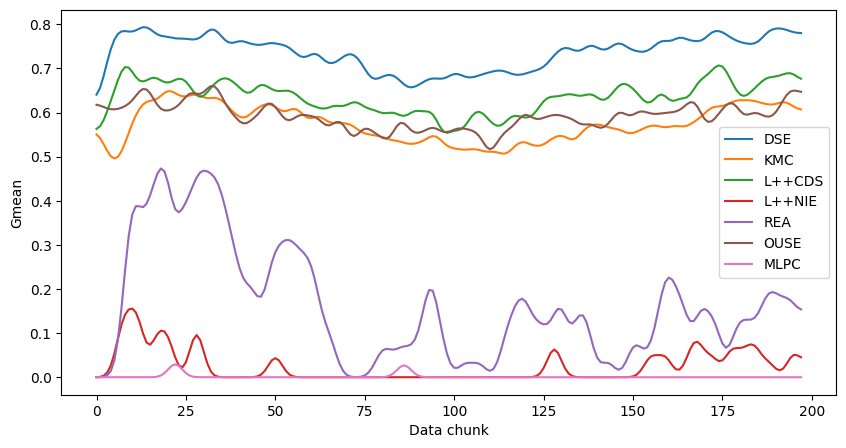 0.8
0.7
0.6
0.5
0.4
0.3
0.2
0.1
0.0
Gmean
0 25 50 75 100 125 150 175 200
Data chunk
DSE
KMC
L++CDS
L++NIE
REA
OUSE
MLPC